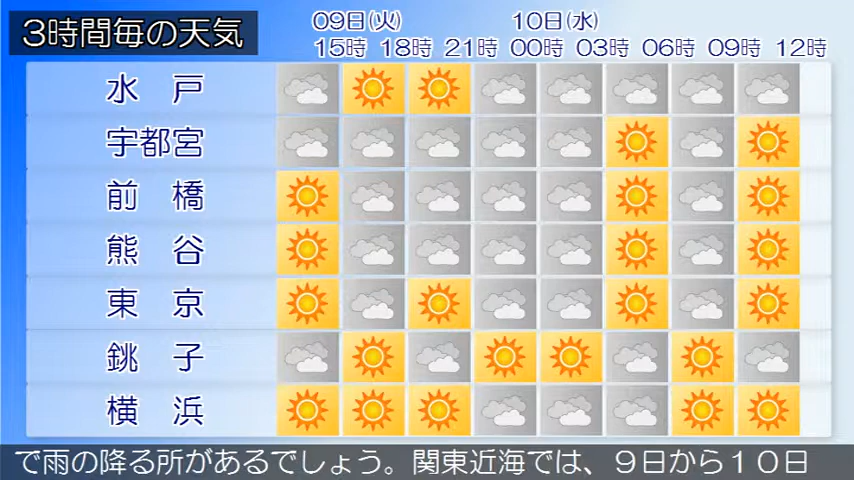 3時間毎の天気
09日(火) 10日(水)
15時 18時 21時 00時 03時 06時 09時 12時
水戸
宇都宮
前橋
熊谷
東京
銚子
横浜
で雨の降る所があるでしょう。関東近海では、９日から１０日